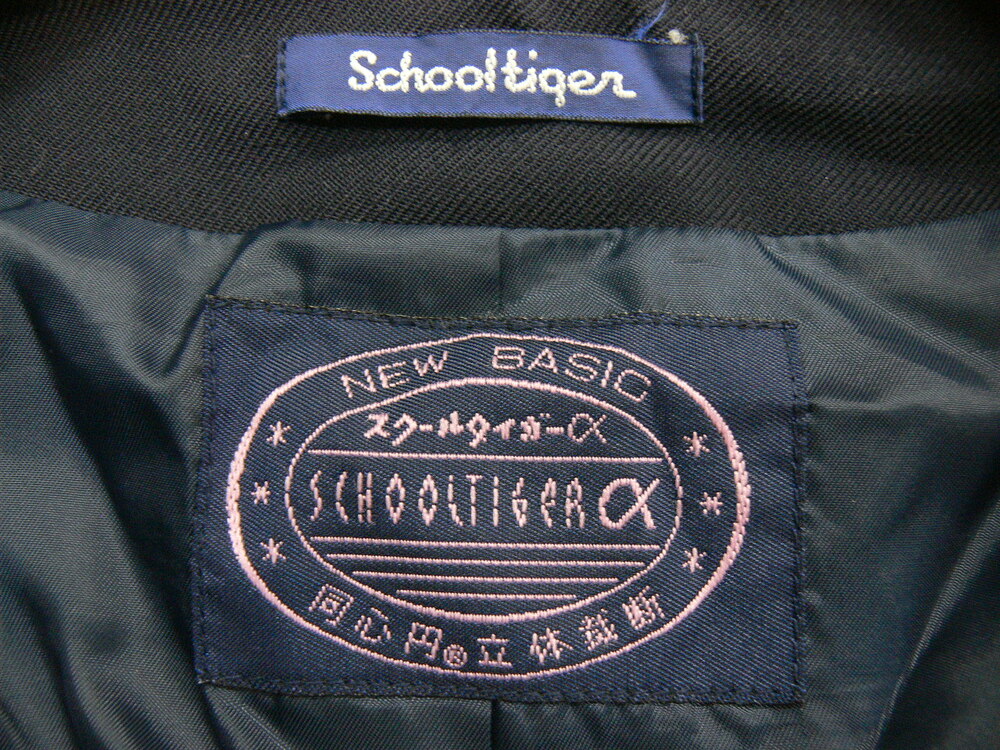 Schooltiger
NEW BASIC
スクールタイガーα
SCHOOLTIGER α
同心円®立体裁断